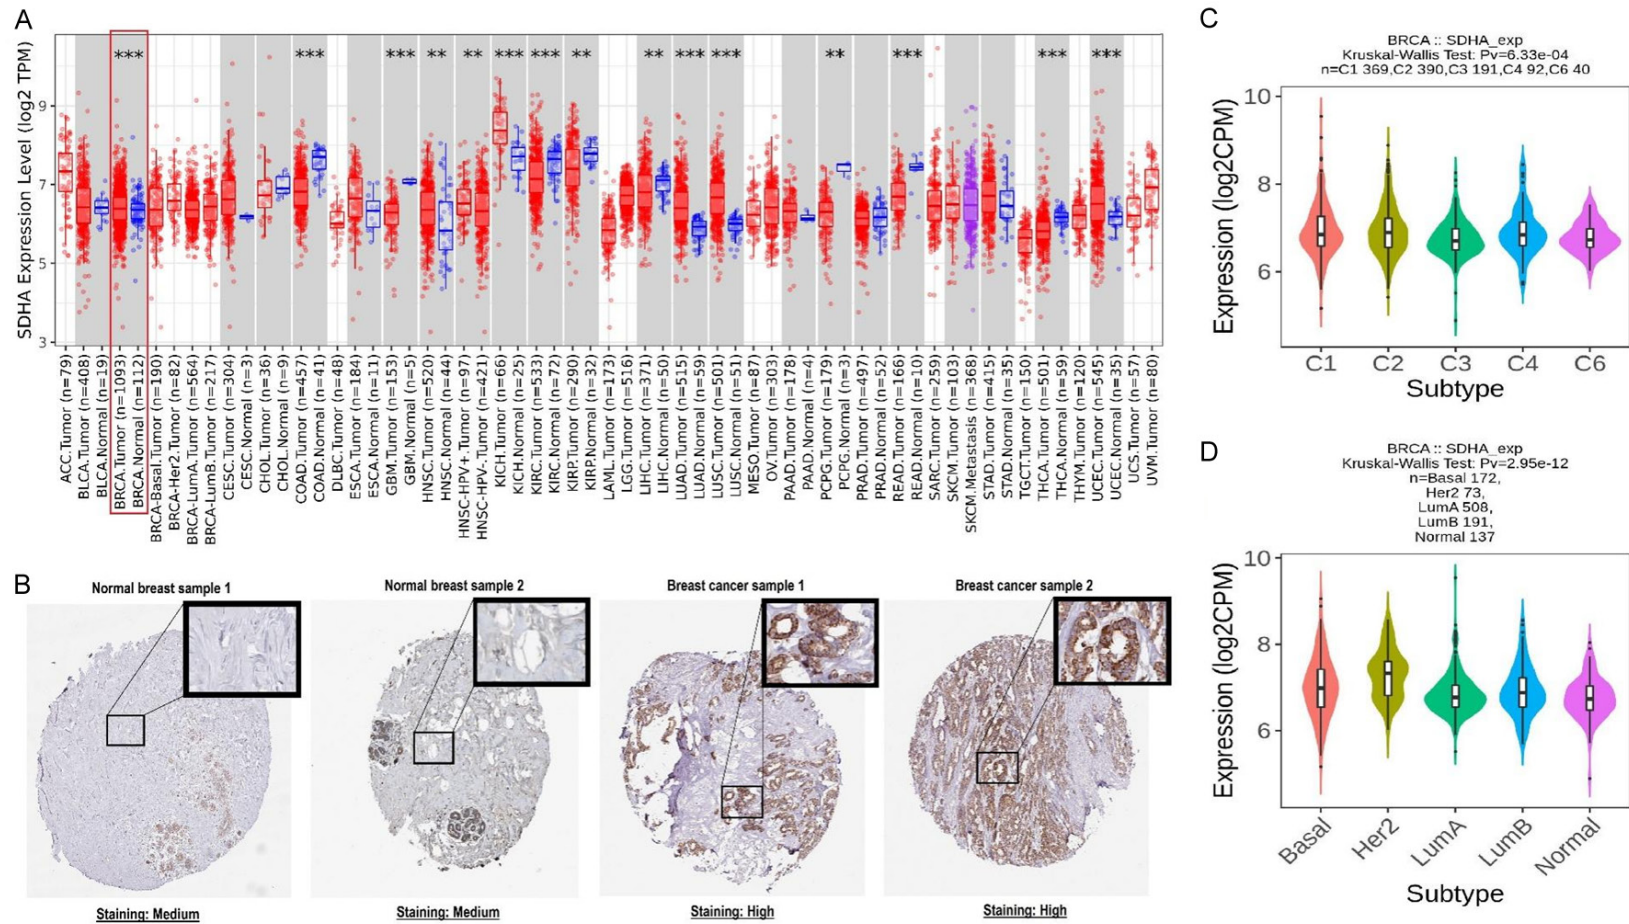 A
SDHA Expression Level (log2 TPM)
9
7
5
3
***
***
***
**
**
***
***
**
**
***
***
**
***
***
***
ACC.Tumor (n=79)
BLCA.Tumor (n=408)
BLCA.Normal (n=19)
BRCA.Tumor (n=1093)
BRCA.Normal (n=112)
BRCA-Basal.Tumor (n=190)
BRCA-Her2.Tumor (n=82)
BRCA-LumA.Tumor (n=564)
BRCA-LumB.Tumor (n=217)
CESC.Tumor (n=304)
CESC.Normal (n=3)
CHOL.Tumor (n=36)
CHOL.Normal (n=9)
COAD.Tumor (n=457)
COAD.Normal (n=41)
DLBC.Tumor (n=48)
ESCA.Tumor (n=184)
ESCA.Normal (n=11)
GBM.Tumor (n=153)
GBM.Normal (n=5)
HNSC.Tumor (n=520)
HNSC.Normal (n=44)
HNSC-HPV+.Tumor (n=97)
HNSC-HPV-.Tumor (n=421)
KICH.Tumor (n=66)
KICH.Normal (n=25)
KIRC.Tumor (n=533)
KIRC.Normal (n=72)
KIRP.Tumor (n=290)
KIRP.Normal (n=32)
LAML.Tumor (n=173)
LGG.Tumor (n=516)
LIHC.Tumor (n=371)
LIHC.Normal (n=50)
LUAD.Tumor (n=515)
LUAD.Normal (n=59)
LUSC.Tumor (n=501)
LUSC.Normal (n=51)
MESO.Tumor (n=87)
OV.Tumor (n=303)
PAAD.Tumor (n=178)
PAAD.Normal (n=4)
PCPG.Tumor (n=179)
PCPG.Normal (n=3)
PRAD.Tumor (n=497)
PRAD.Normal (n=52)
READ.Tumor (n=166)
READ.Normal (n=10)
SARC.Tumor (n=259)
SKCM.Tumor (n=103)
SKCM.Metastasis (n=368)
STAD.Tumor (n=415)
STAD.Normal (n=35)
TGCT.Tumor (n=150)
THCA.Tumor (n=501)
THCA.Normal (n=59)
THYM.Tumor (n=120)
UCEC.Tumor (n=545)
UCEC.Normal (n=35)
UCS.Tumor (n=57)
UVM.Tumor (n=80)
B
Normal breast sample 1
Normal breast sample 2
Breast cancer sample 1
Breast cancer sample 2
Staining: Medium
Staining: Medium
Staining: High
Staining: High
C
BRCA :: SDHA_exp
Kruskal-Wallis Test: Pv=6.33e-04
n=C1 369,C2 390,C3 191,C4 92,C6 40
Expression (log2CPM)
10
8
6
C1
C2
C3
C4
C6
Subtype
D
BRCA :: SDHA_exp
Kruskal-Wallis Test: Pv=2.95e-12
n=Basal 172,
Her2 73,
LumA 508,
LumB 191,
Normal 137
Expression (log2CPM)
10
8
6
Basal
Her2
LumA
LumB
Normal
Subtype